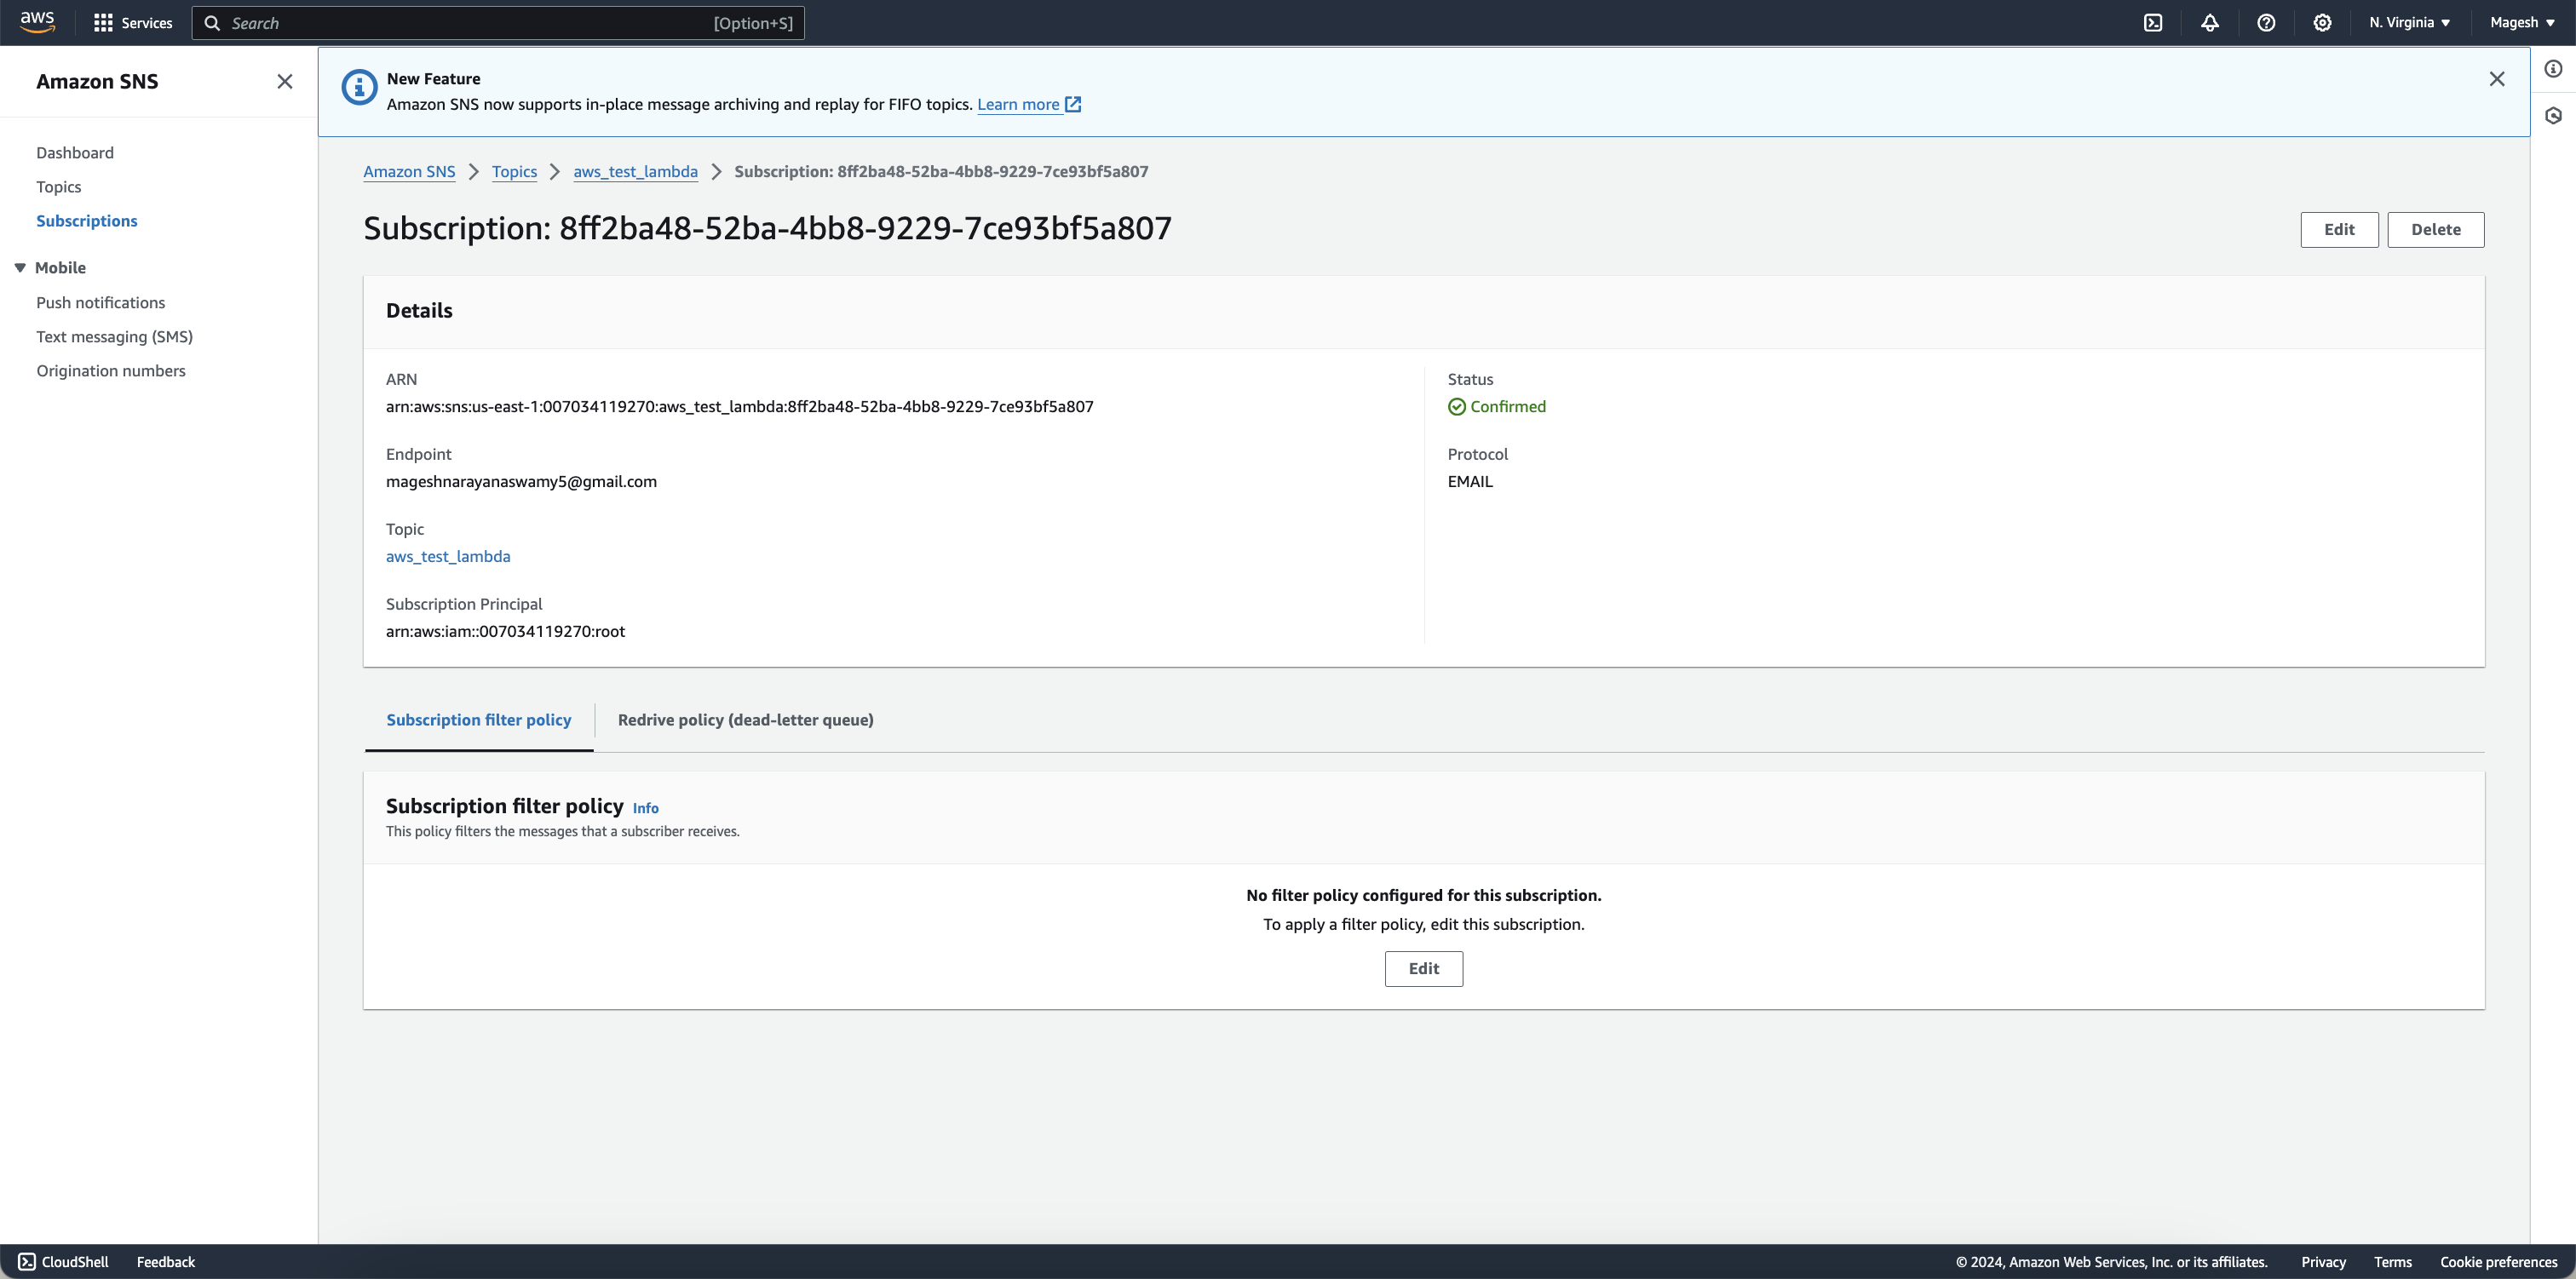 aws
Services
Search
[Option+S]
N. Virginia
Magesh
Amazon SNS
Dashboard
Topics
Subscriptions
Mobile
Push notifications
Text messaging (SMS)
Origination numbers
New Feature
Amazon SNS now supports in-place message archiving and replay for FIFO topics. Learn more
Amazon SNS
Topics
aws_test_lambda
Subscription: 8ff2ba48-52ba-4bb8-9229-7ce93bf5a807
Subscription: 8ff2ba48-52ba-4bb8-9229-7ce93bf5a807
Edit
Delete
Details
ARN
arn:aws:sns:us-east-1:007034119270:aws_test_lambda:8ff2ba48-52ba-4bb8-9229-7ce93bf5a807
Endpoint
mageshnarayanaswamy5@gmail.com
Topic
aws_test_lambda
Subscription Principal
arn:aws:iam::007034119270:root
Status
Confirmed
Protocol
EMAIL
Subscription filter policy
Redrive policy (dead-letter queue)
Subscription filter policy Info
This policy filters the messages that a subscriber receives.
No filter policy configured for this subscription.
To apply a filter policy, edit this subscription.
Edit
CloudShell
Feedback
© 2024, Amazon Web Services, Inc. or its affiliates.
Privacy
Terms
Cookie preferences